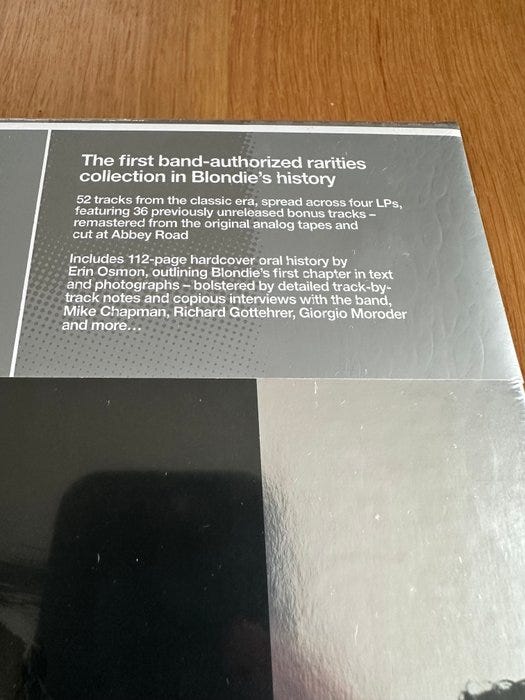 The first band-authorized rarities
collection in Blondie's history
52 tracks from the classic era, spread across four LPs,
featuring 36 previously unreleased bonus tracks –
remastered from the original analog tapes and
cut at Abbey Road
Includes 112-page hardcover oral history by
Erin Osmon, outlining Blondie's first chapter in text
and photographs – bolstered by detailed track-by-
track notes and copious interviews with the band,
Mike Chapman, Richard Gottehrer, Giorgio Moroder
and more…